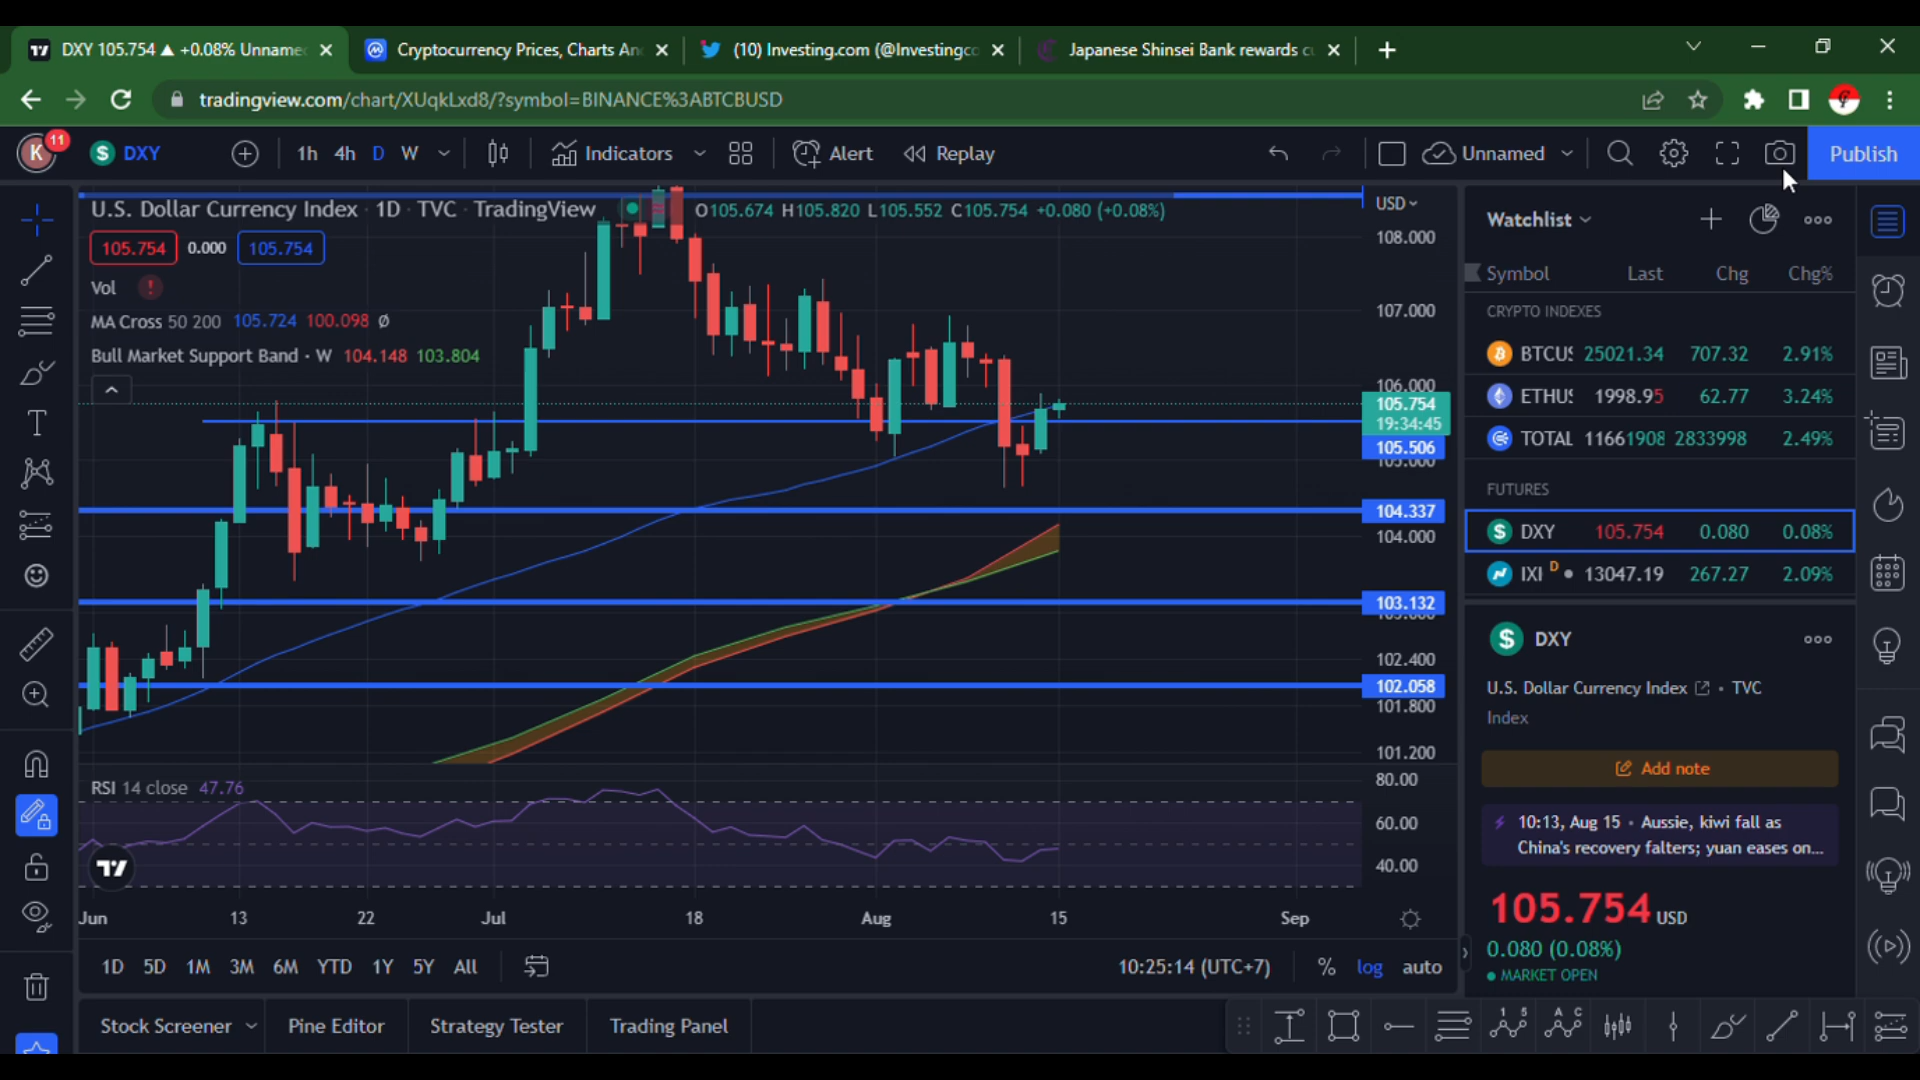 DXY 105.754 ▲ +0.08% Unname
Cryptocurrency Prices, Charts An
(10) Investing.com (@Investingco
Japanese Shinsei Bank rewards cu
tradingview.com/chart/XUqkLxd8/?symbol=BINANCE%3ABTCBUSD
K
11
DXY
1h 4h D W
Indicators
Alert
Replay
Unnamed
Publish
U.S. Dollar Currency Index · 1D · TVC · TradingView
O105.674 H105.820 L105.552 C105.754 +0.080 (+0.08%)
105.754 0.000 105.754
Vol
MA Cross 50 200 105.724 100.098 Ø
Bull Market Support Band · W 104.148 103.804
USD
108.000
107.000
106.000
105.754
19:34:45
105.506
105.000
104.337
104.000
103.132
103.000
102.400
102.058
101.800
101.200
RSI 14 close 47.76
80.00
60.00
40.00
Jun 13 22 Jul 18 Aug 15 Sep
1D 5D 1M 3M 6M YTD 1Y 5Y All
10:25:14 (UTC+7)
% log auto
Stock Screener
Pine Editor
Strategy Tester
Trading Panel
Watchlist
Symbol Last Chg Chg%
CRYPTO INDEXES
BTCUS 25021.34 707.32 2.91%
ETHUS 1998.95 62.77 3.24%
TOTAL 11661908 2833998 2.49%
FUTURES
DXY 105.754 0.080 0.08%
IXI D 13047.19 267.27 2.09%
DXY
U.S. Dollar Currency Index • TVC
Index
Add note
10:13, Aug 15 • Aussie, kiwi fall as
China's recovery falters; yuan eases on...
105.754 USD
0.080 (0.08%)
MARKET OPEN